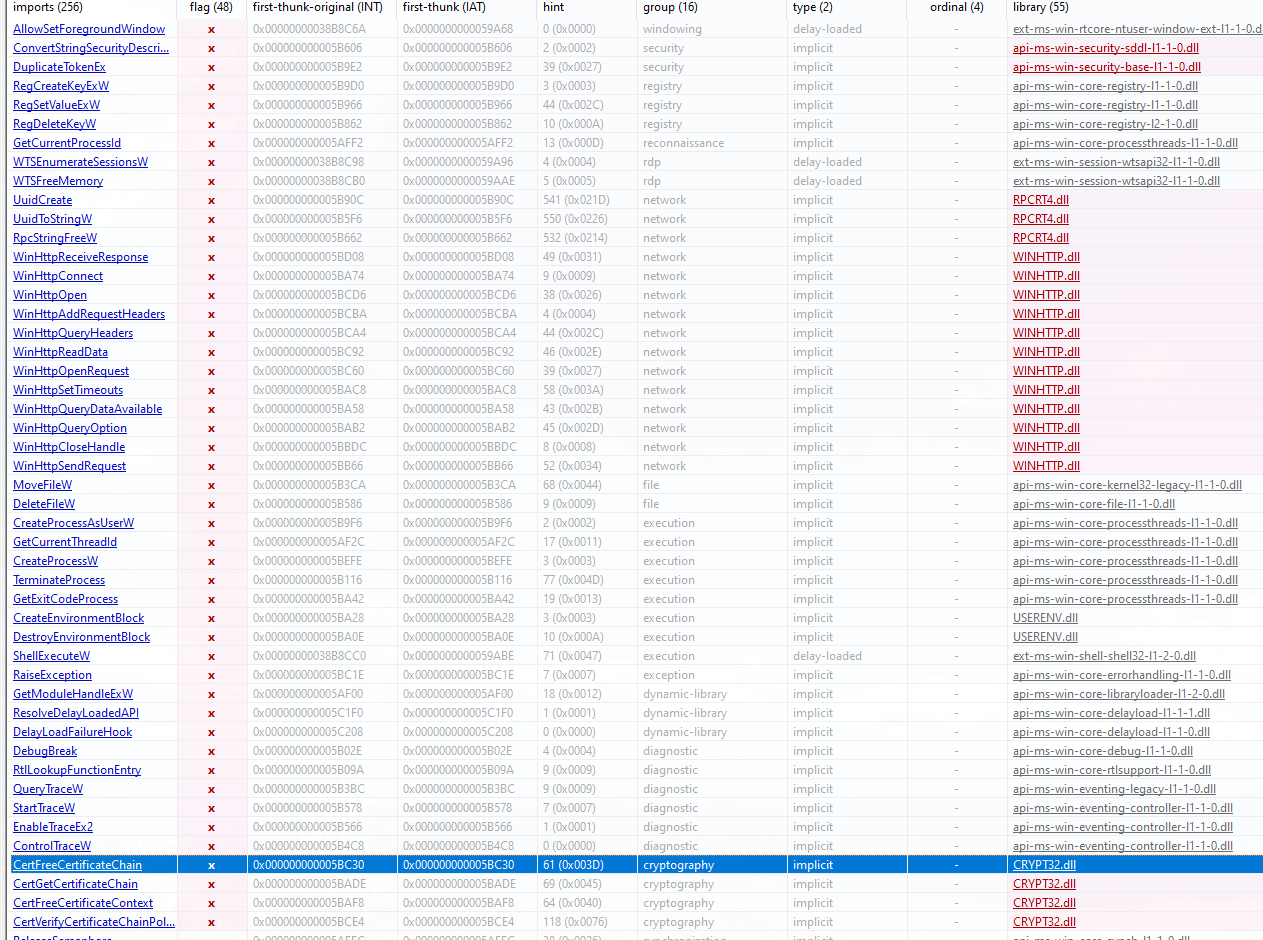 imports (256) flag (48) first-thunk-original (INT) first-thunk (IAT) hint group (16) type (2) ordinal (4) library (55)
AllowSetForegroundWindow x 0x00000000038B8C6A 0x0000000000059A68 0 (0x0000) windowing delay-loaded - ext-ms-win-rtcore-ntuser-window-ext-l1-1-0.d
ConvertStringSecurityDescri... x 0x000000000005B606 0x000000000005B606 2 (0x0002) security implicit - api-ms-win-security-sddl-l1-1-0.dll
DuplicateTokenEx x 0x000000000005B9E2 0x000000000005B9E2 39 (0x0027) security implicit - api-ms-win-security-base-l1-1-0.dll
RegCreateKeyExW x 0x000000000005B9D0 0x000000000005B9D0 3 (0x0003) registry implicit - api-ms-win-core-registry-l1-1-0.dll
RegSetValueExW x 0x000000000005B966 0x000000000005B966 44 (0x002C) registry implicit - api-ms-win-core-registry-l1-1-0.dll
RegDeleteKeyW x 0x000000000005B862 0x000000000005B862 10 (0x000A) registry implicit - api-ms-win-core-registry-l2-1-0.dll
GetCurrentProcessId x 0x000000000005AFF2 0x000000000005AFF2 13 (0x000D) reconnaissance implicit - api-ms-win-core-processthreads-l1-1-0.dll
WTSEnumerateSessionsW x 0x00000000038B8C98 0x0000000000059A96 4 (0x0004) rdp delay-loaded - ext-ms-win-session-wtsapi32-l1-1-0.dll
WTSFreeMemory x 0x00000000038B8CB0 0x0000000000059AAE 5 (0x0005) rdp delay-loaded - ext-ms-win-session-wtsapi32-l1-1-0.dll
UuidCreate x 0x000000000005B90C 0x000000000005B90C 541 (0x021D) network implicit - RPCRT4.dll
UuidToStringW x 0x000000000005B5F6 0x000000000005B5F6 550 (0x0226) network implicit - RPCRT4.dll
RpcStringFreeW x 0x000000000005B662 0x000000000005B662 532 (0x0214) network implicit - RPCRT4.dll
WinHttpReceiveResponse x 0x000000000005BD08 0x000000000005BD08 49 (0x0031) network implicit - WINHTTP.dll
WinHttpConnect x 0x000000000005BA74 0x000000000005BA74 9 (0x0009) network implicit - WINHTTP.dll
WinHttpOpen x 0x000000000005BCD6 0x000000000005BCD6 38 (0x0026) network implicit - WINHTTP.dll
WinHttpAddRequestHeaders x 0x000000000005BCBA 0x000000000005BCBA 4 (0x0004) network implicit - WINHTTP.dll
WinHttpQueryHeaders x 0x000000000005BCA4 0x000000000005BCA4 44 (0x002C) network implicit - WINHTTP.dll
WinHttpReadData x 0x000000000005BC92 0x000000000005BC92 46 (0x002E) network implicit - WINHTTP.dll
WinHttpOpenRequest x 0x000000000005BC60 0x000000000005BC60 39 (0x0027) network implicit - WINHTTP.dll
WinHttpSetTimeouts x 0x000000000005BAC8 0x000000000005BAC8 58 (0x003A) network implicit - WINHTTP.dll
WinHttpQueryDataAvailable x 0x000000000005BA58 0x000000000005BA58 43 (0x002B) network implicit - WINHTTP.dll
WinHttpQueryOption x 0x000000000005BAB2 0x000000000005BAB2 45 (0x002D) network implicit - WINHTTP.dll
WinHttpCloseHandle x 0x000000000005BBDC 0x000000000005BBDC 8 (0x0008) network implicit - WINHTTP.dll
WinHttpSendRequest x 0x000000000005BB66 0x000000000005BB66 52 (0x0034) network implicit - WINHTTP.dll
MoveFileW x 0x000000000005B3CA 0x000000000005B3CA 68 (0x0044) file implicit - api-ms-win-core-kernel32-legacy-l1-1-0.dll
DeleteFileW x 0x000000000005B586 0x000000000005B586 9 (0x0009) file implicit - api-ms-win-core-file-l1-1-0.dll
CreateProcessAsUserW x 0x000000000005B9F6 0x000000000005B9F6 2 (0x0002) execution implicit - api-ms-win-core-processthreads-l1-1-0.dll
GetCurrentThreadId x 0x000000000005AF2C 0x000000000005AF2C 17 (0x0011) execution implicit - api-ms-win-core-processthreads-l1-1-0.dll
CreateProcessW x 0x000000000005BEFE 0x000000000005BEFE 3 (0x0003) execution implicit - api-ms-win-core-processthreads-l1-1-0.dll
TerminateProcess x 0x000000000005B116 0x000000000005B116 77 (0x004D) execution implicit - api-ms-win-core-processthreads-l1-1-0.dll
GetExitCodeProcess x 0x000000000005BA42 0x000000000005BA42 19 (0x0013) execution implicit - api-ms-win-core-processthreads-l1-1-0.dll
CreateEnvironmentBlock x 0x000000000005BA28 0x000000000005BA28 3 (0x0003) execution implicit - USERENV.dll
DestroyEnvironmentBlock x 0x000000000005BA0E 0x000000000005BA0E 10 (0x000A) execution implicit - USERENV.dll
ShellExecuteW x 0x00000000038B8CC0 0x0000000000059ABE 71 (0x0047) execution delay-loaded - ext-ms-win-shell-shell32-l1-2-0.dll
RaiseException x 0x000000000005BC1E 0x000000000005BC1E 7 (0x0007) exception implicit - api-ms-win-core-errorhandling-l1-1-0.dll
GetModuleHandleExW x 0x000000000005AF00 0x000000000005AF00 18 (0x0012) dynamic-library implicit - api-ms-win-core-libraryloader-l1-2-0.dll
ResolveDelayLoadedAPI x 0x000000000005C1F0 0x000000000005C1F0 1 (0x0001) dynamic-library implicit - api-ms-win-core-delayload-l1-1-1.dll
DelayLoadFailureHook x 0x000000000005C208 0x000000000005C208 0 (0x0000) dynamic-library implicit - api-ms-win-core-delayload-l1-1-0.dll
DebugBreak x 0x000000000005B02E 0x000000000005B02E 4 (0x0004) diagnostic implicit - api-ms-win-core-debug-l1-1-0.dll
RtlLookupFunctionEntry x 0x000000000005B09A 0x000000000005B09A 9 (0x0009) diagnostic implicit - api-ms-win-core-rtlsupport-l1-1-0.dll
QueryTraceW x 0x000000000005B3BC 0x000000000005B3BC 9 (0x0009) diagnostic implicit - api-ms-win-eventing-legacy-l1-1-0.dll
StartTraceW x 0x000000000005B578 0x000000000005B578 7 (0x0007) diagnostic implicit - api-ms-win-eventing-controller-l1-1-0.dll
EnableTraceEx2 x 0x000000000005B566 0x000000000005B566 1 (0x0001) diagnostic implicit - api-ms-win-eventing-controller-l1-1-0.dll
ControlTraceW x 0x000000000005B4C8 0x000000000005B4C8 0 (0x0000) diagnostic implicit - api-ms-win-eventing-controller-l1-1-0.dll
CertFreeCertificateChain x 0x000000000005BC30 0x000000000005BC30 61 (0x003D) cryptography implicit - CRYPT32.dll
CertGetCertificateChain x 0x000000000005BADE 0x000000000005BADE 69 (0x0045) cryptography implicit - CRYPT32.dll
CertFreeCertificateContext x 0x000000000005BAF8 0x000000000005BAF8 64 (0x0040) cryptography implicit - CRYPT32.dll
CertVerifyCertificateChainPol... x 0x000000000005BCE4 0x000000000005BCE4 118 (0x0076) cryptography implicit - CRYPT32.dll